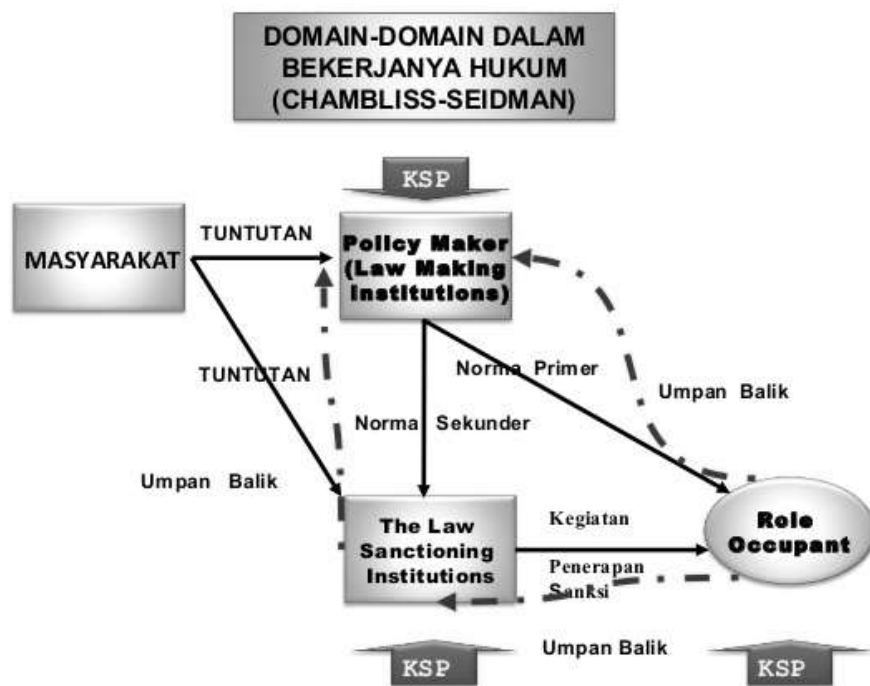 DOMAIN-DOMAIN DALAM
BEKERJANYA HUKUM
(CHAMBLISS-SEIDMAN)
KSP
MASYARAKAT
TUNTUTAN
Policy Maker
(Law Making
Institutions)
TUNTUTAN
Norma Primer
Umpan Balik
Norma Sekunder
Umpan Balik
The Law
Sanctioning
Institutions
Kegiatan
Penerapan
Sanksi
Role
Occupant
Umpan Balik
KSP
KSP